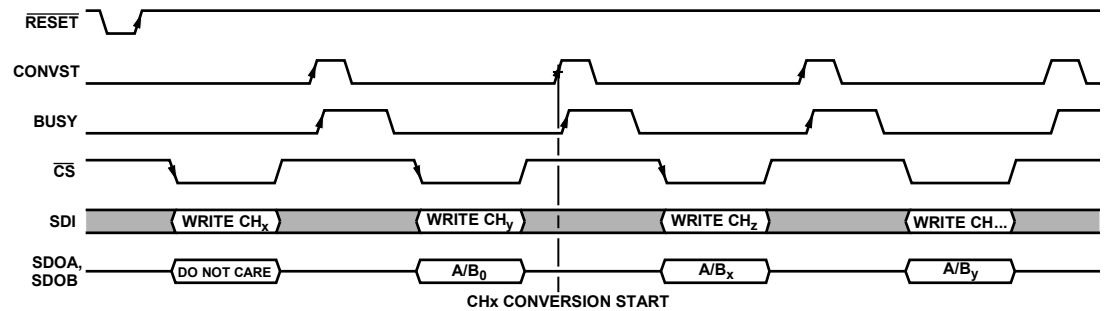 RESET
CONVST
BUSY
CS
SDI WRITE CHx WRITE CHy WRITE CHz WRITE CH...
SDOA,
SDOB DO NOT CARE A/B0 A/Bx A/By
CHx CONVERSION START